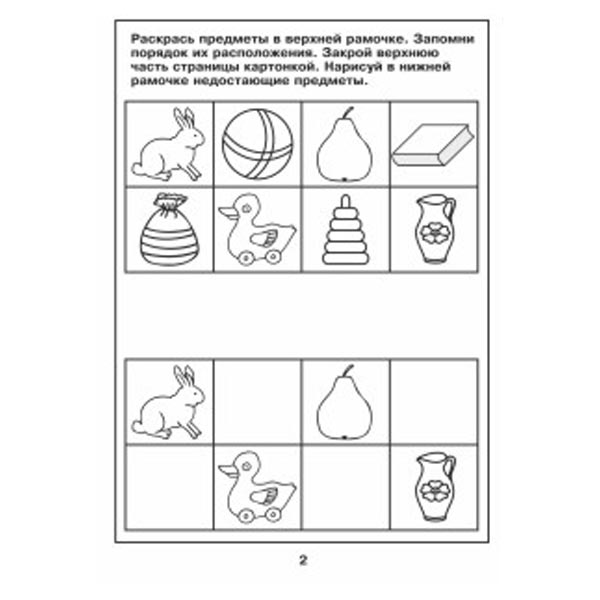 Раскрась предметы в верхней рамочке. Запомни
порядок их расположения. Закрой верхнюю
часть страницы картонкой. Нарисуй в нижней
рамочке недостающие предметы.
2